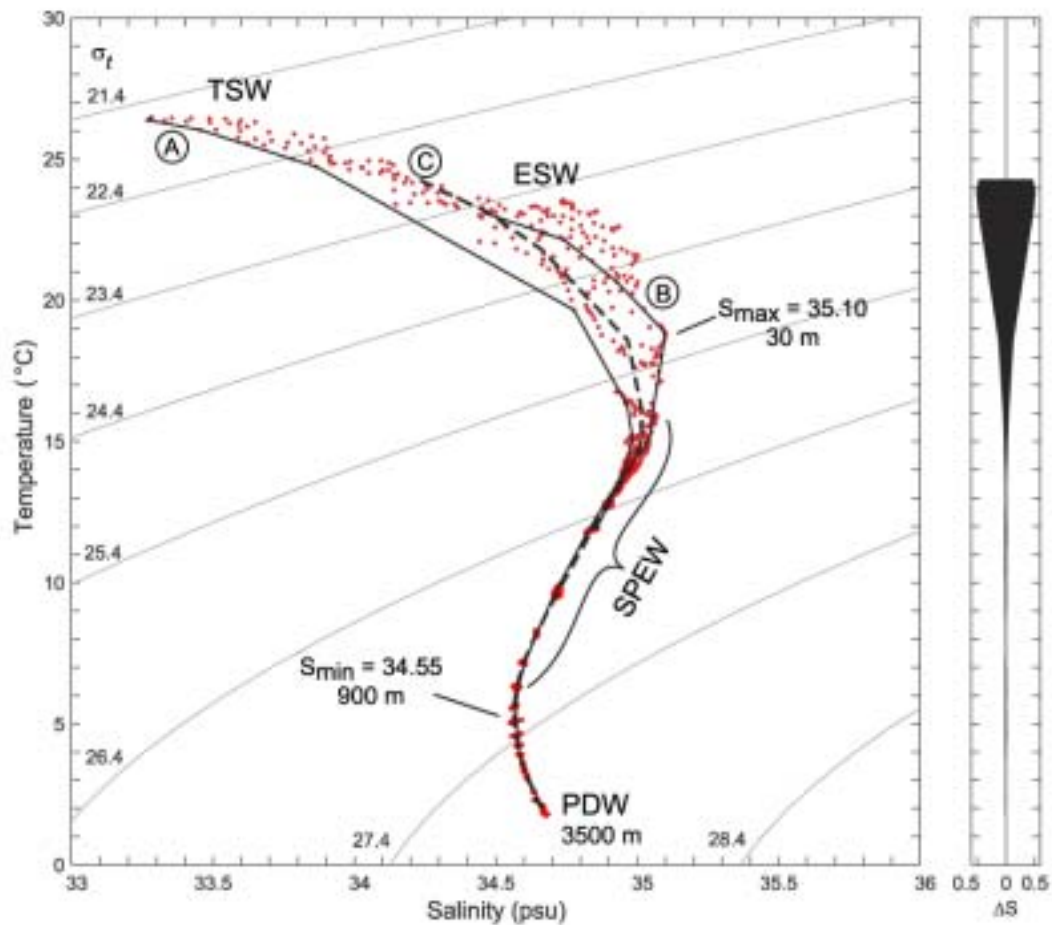 30
25
20
15
10
5
0
Temperature (°C)
33
33.5
34
34.5
35
35.5
36
Salinity (psu)
σt
21.4
22.4
23.4
24.4
25.4
26.4
27.4
28.4
TSW
A
C
ESW
B
Smax = 35.10
30 m
SPEW
Smin = 34.55
900 m
PDW
3500 m
0.5 0 0.5
ΔS